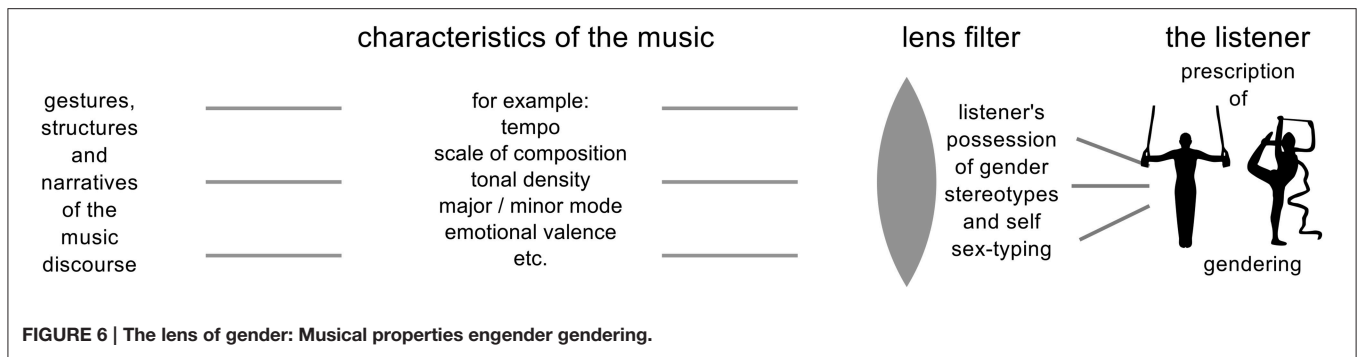 characteristics of the music
lens filter
the listener
gestures,
structures
and
narratives
of the
music
discourse
for example:
tempo
scale of composition
tonal density
major / minor mode
emotional valence
etc.
listener's
possession
of gender
stereotypes
and self
sex-typing
prescription
of
gendering
FIGURE 6 | The lens of gender: Musical properties engender gendering.